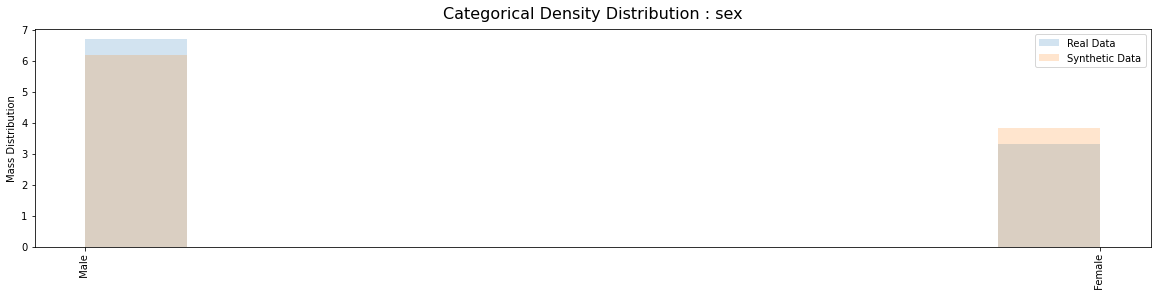 Categorical Density Distribution : sex
Real Data
Synthetic Data
Mass Distribution
7
6
5
4
3
2
1
0
Male
Female